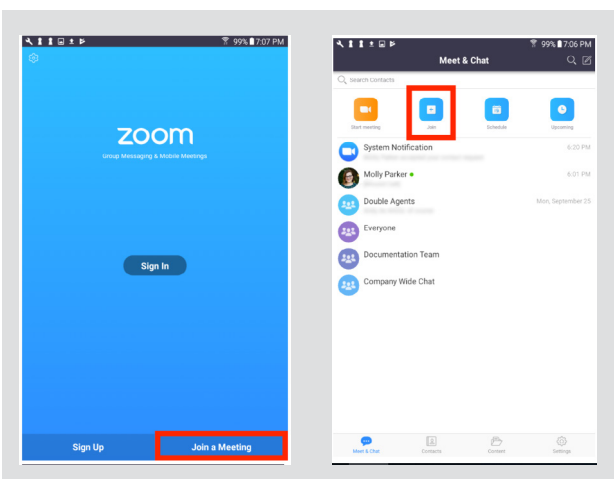 99% 7:07 PM
zoom
Group Messaging & Mobile Meetings
Sign In
Sign Up
Join a Meeting
99% 7:06 PM
Meet & Chat
Search Contacts
Start meeting
Join
Schedule
Upcoming
System Notification
6:20 PM
Molly Parker
6:01 PM
Double Agents
Mon, September 25
Everyone
Documentation Team
Company Wide Chat
Meet & Chat
Contacts
Content
Settings